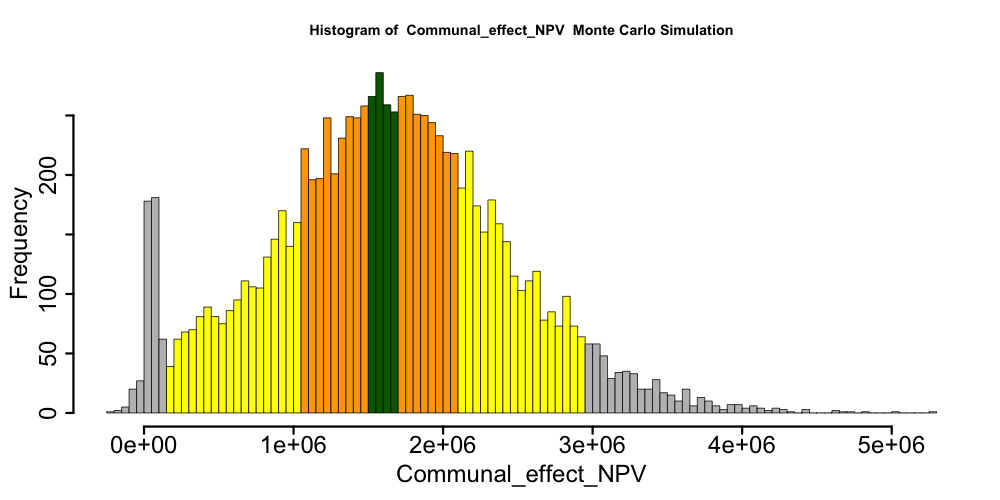 Histogram of  Communal_effect_NPV  Monte Carlo Simulation
Frequency
200
100
50
0
0e+00 1e+06 2e+06 3e+06 4e+06 5e+06
Communal_effect_NPV